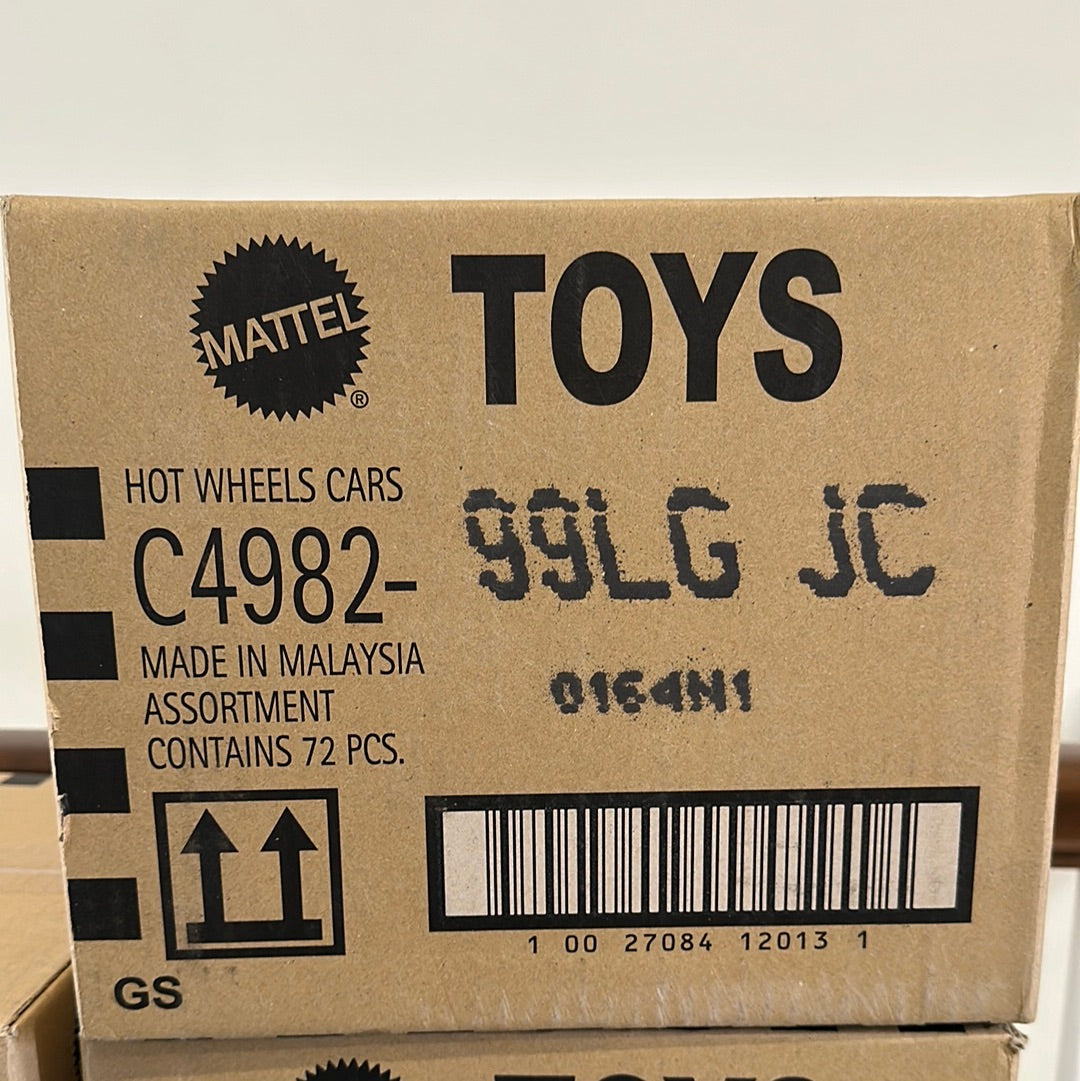 MATTEL®
TOYS
HOT WHEELS CARS
C4982-
99LG JC
MADE IN MALAYSIA
0164N1
ASSORTMENT
CONTAINS 72 PCS.
1 00 27084 12013 1
GS
TOYS